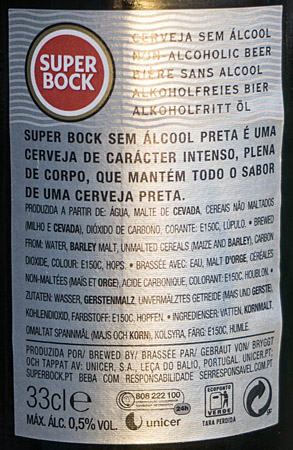 SUPER
BOCK
CERVEJA SEM ÁLCOOL
NON-ALCOHOLIC BEER
BIÈRE SANS ALCOOL
ALKOHOLFREIES BIER
ALKOHOLFRITT ÖL
SUPER BOCK SEM ÁLCOOL PRETA É UMA
CERVEJA DE CARÁCTER INTENSO, PLENA
DE CORPO, QUE MANTÉM TODO O SABOR
DE UMA CERVEJA PRETA.
PRODUZIDA A PARTIR DE: ÁGUA, MALTE DE CEVADA, CEREAIS NÃO MALTADOS
(MILHO E CEVADA), DIÓXIDO DE CARBONO, CORANTE: E150C, LÚPULO. • BREWED
FROM: WATER, BARLEY MALT, UNMALTED CEREALS (MAIZE AND BARLEY), CARBON
DIOXIDE, COLOUR: E150C, HOPS • BRASSÉE AVEC: EAU, MALT D'ORGE, CÉRÉALES
NON-MALTÉES (MAÏS ET ORGE), ACIDE CARBONIQUE, COLORANT: E150C, HOUBLON. •
ZUTATEN: WASSER, GERSTENMALZ, UNVERMÄLZTES GETREIDE (MAIS UND GERSTE),
KOHLENDIOXID, FARBSTOFF: E150C, HOPFEN. • INGREDIENSER: VATTEN, KORNMALT,
OMALTAT SPANNMÅL (MAJS OCH KORN), KOLSYRA, FÄRG: E150C, HUMLE.
PRODUZIDA POR/ BREWED BY/ BRASSÉE PAR/ GEBRAUT VON/ BRYGGT
OCH TAPPAT AV: UNICER, S.A., LEÇA DO BALIO, PORTUGAL. UNICER.PT;
SUPERBOCK.PT BEBA COM RESPONSABILIDADE SERRESPONSAVEL.COM.PT
33cl e
MÁX. ALC. 0,5% VOL.
808 222 100
24h
unicer
ECOPONTO
VERDE
TARA PERDIDA